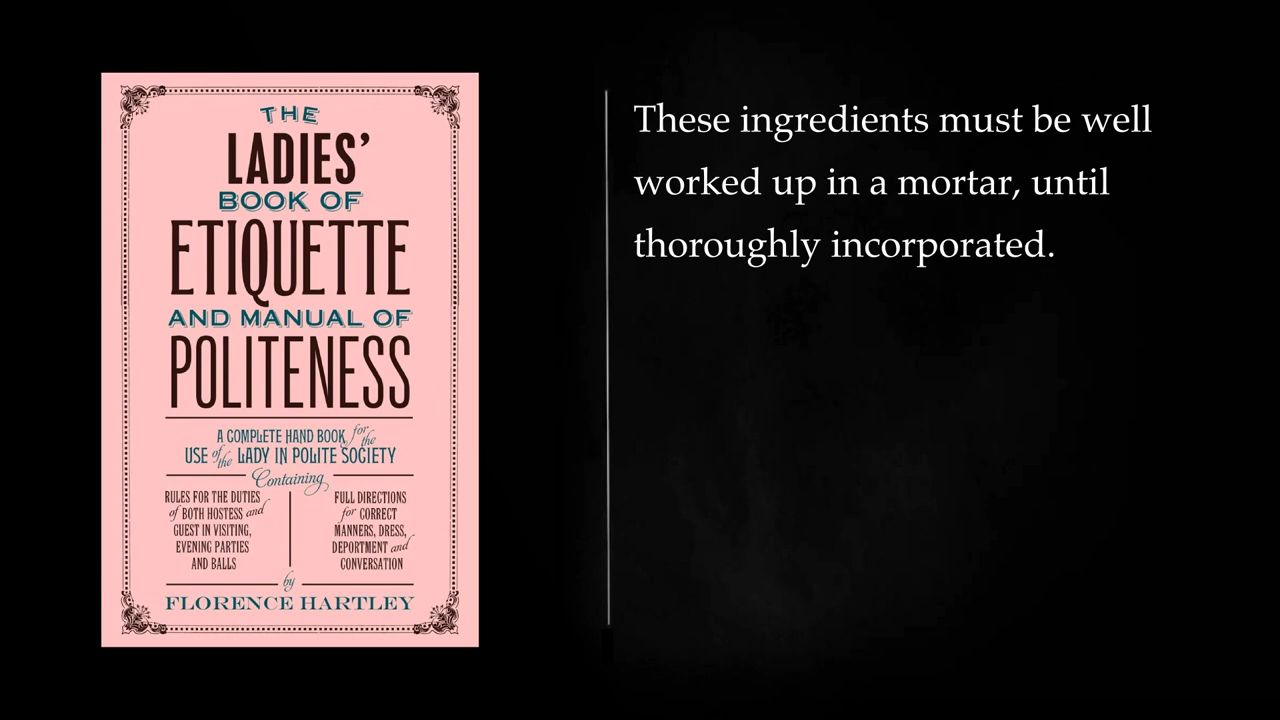 THE
LADIES'
BOOK OF
ETIQUETTE
AND MANUAL OF
POLITENESS
A COMPLETE HAND BOOK for the
USE of the LADY IN POLITE SOCIETY
Containing
RULES FOR THE DUTIES
of BOTH HOSTESS and
GUEST IN VISITING,
EVENING PARTIES
AND BALLS
FULL DIRECTIONS
for CORRECT
MANNERS, DRESS,
DEPORTMENT and
CONVERSATION
by
FLORENCE HARTLEY
These ingredients must be well
worked up in a mortar, until
thoroughly incorporated.